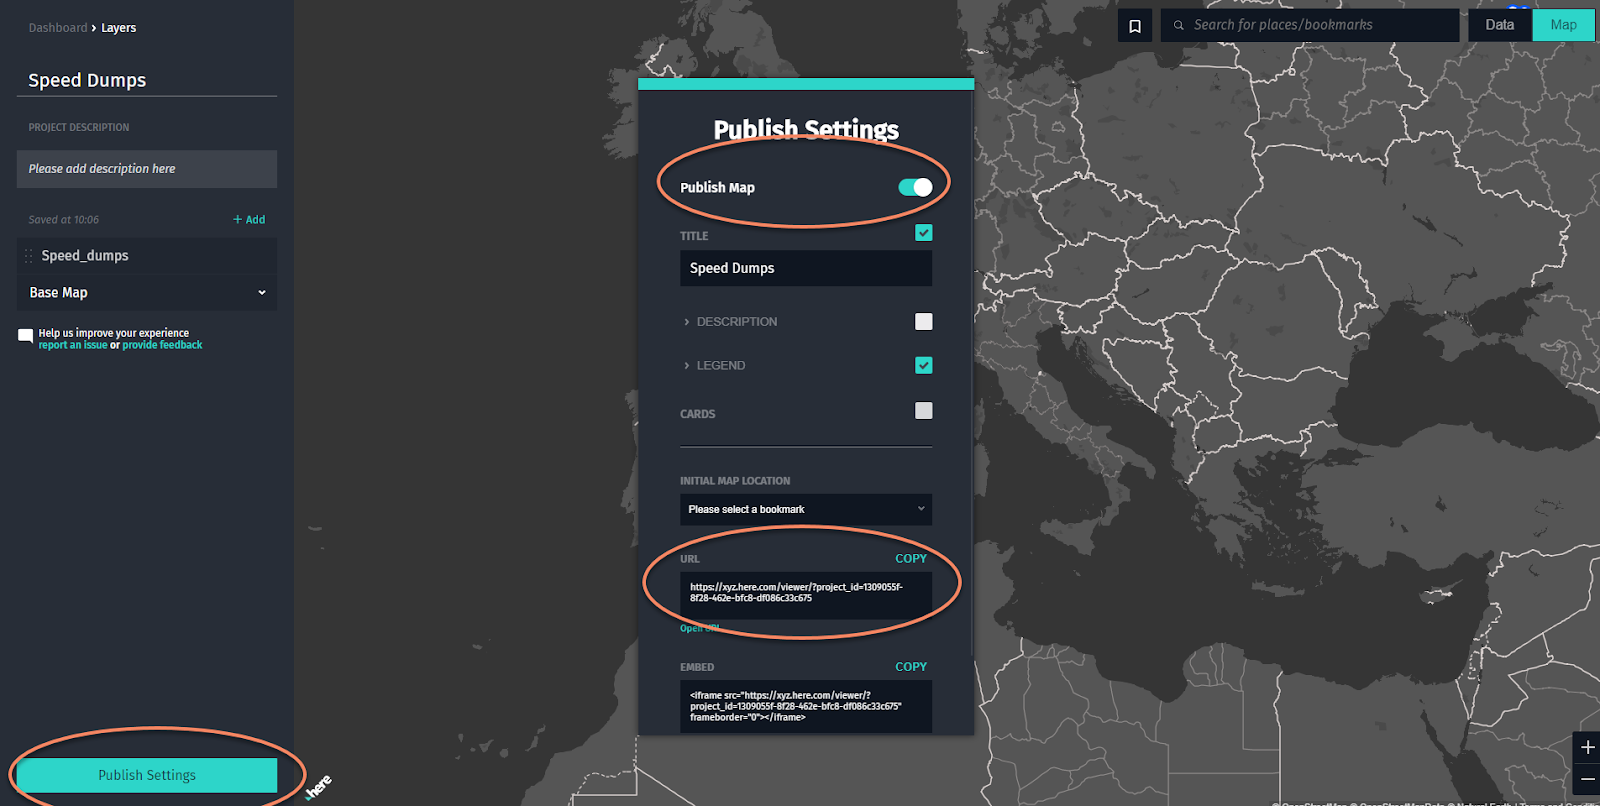 Dashboard › Layers
Speed Dumps
PROJECT DESCRIPTION
Please add description here
Saved at 10:06
+ Add
Speed_dumps
Base Map
Help us improve your experience
report an issue or provide feedback
Publish Settings
here
Publish Settings
Publish Map
TITLE
Speed Dumps
DESCRIPTION
LEGEND
CARDS
INITIAL MAP LOCATION
Please select a bookmark
URL
COPY
https://xyz.here.com/viewer/?project_id=1309055f-
8f28-462e-bfc8-df086c33c675
Open URL
EMBED
COPY
<iframe src="https://xyz.here.com/viewer/?
project_id=1309055f-8f28-462e-bfc8-df086c33c675"
frameborder="0"></iframe>
Search for places/bookmarks
Data
Map
+
−